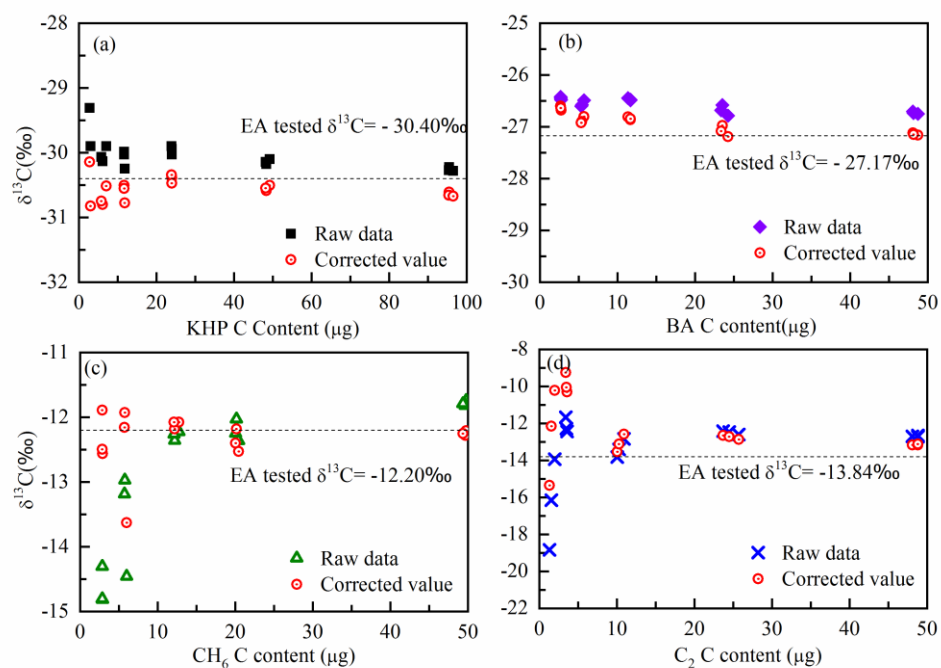 -28
-29
-30
-31
-32
δ¹³C(‰)
(a)
EA tested δ¹³C= - 30.40‰
Raw data
Corrected value
0 20 40 60 80 100
KHP C Content (μg)
-25
-26
-27
-28
-29
-30
(b)
EA tested δ¹³C= - 27.17‰
Raw data
Corrected value
0 10 20 30 40 50
BA C content(μg)
-11
-12
-13
-14
-15
δ¹³C(‰)
(c)
EA tested δ¹³C= -12.20‰
Raw data
Corrected value
0 10 20 30 40 50
CH₆ C content (μg)
-8
-10
-12
-14
-16
-18
-20
-22
(d)
EA tested δ¹³C= -13.84‰
Raw data
Corrected value
0 10 20 30 40 50
C₂ C content (μg)